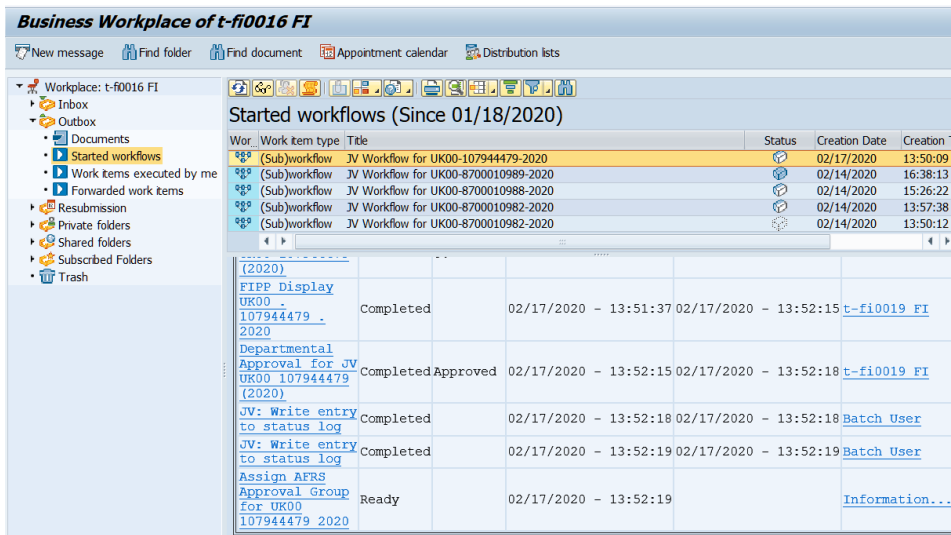 Business Workplace of t-fi0016 FI
New message Find folder Find document Appointment calendar Distribution lists
Workplace: t-fi0016 FI
Inbox
Outbox
Documents
Started workflows
Work items executed by me
Forwarded work items
Resubmission
Private folders
Shared folders
Subscribed Folders
Trash
Started workflows (Since 01/18/2020)
Wor... Work item type Title Status Creation Date Creation
(Sub)workflow JV Workflow for UK00-107944479-2020 02/17/2020 13:50:09
(Sub)workflow JV Workflow for UK00-8700010989-2020 02/14/2020 16:38:13
(Sub)workflow JV Workflow for UK00-8700010988-2020 02/14/2020 15:26:22
(Sub)workflow JV Workflow for UK00-8700010982-2020 02/14/2020 13:57:38
(Sub)workflow JV Workflow for UK00-8700010982-2020 02/14/2020 13:50:12
(2020)
FIPP Display
UK00 .
107944479 .
2020
Completed 02/17/2020 - 13:51:37 02/17/2020 - 13:52:15 t-fi0019 FI
Departmental
Approval for JV
UK00 107944479
(2020)
Completed Approved 02/17/2020 - 13:52:15 02/17/2020 - 13:52:18 t-fi0019 FI
JV: Write entry
to status log
Completed 02/17/2020 - 13:52:18 02/17/2020 - 13:52:18 Batch User
JV: Write entry
to status log
Completed 02/17/2020 - 13:52:19 02/17/2020 - 13:52:19 Batch User
Assign AFRS
Approval Group
for UK00
107944479 2020
Ready 02/17/2020 - 13:52:19 Information...